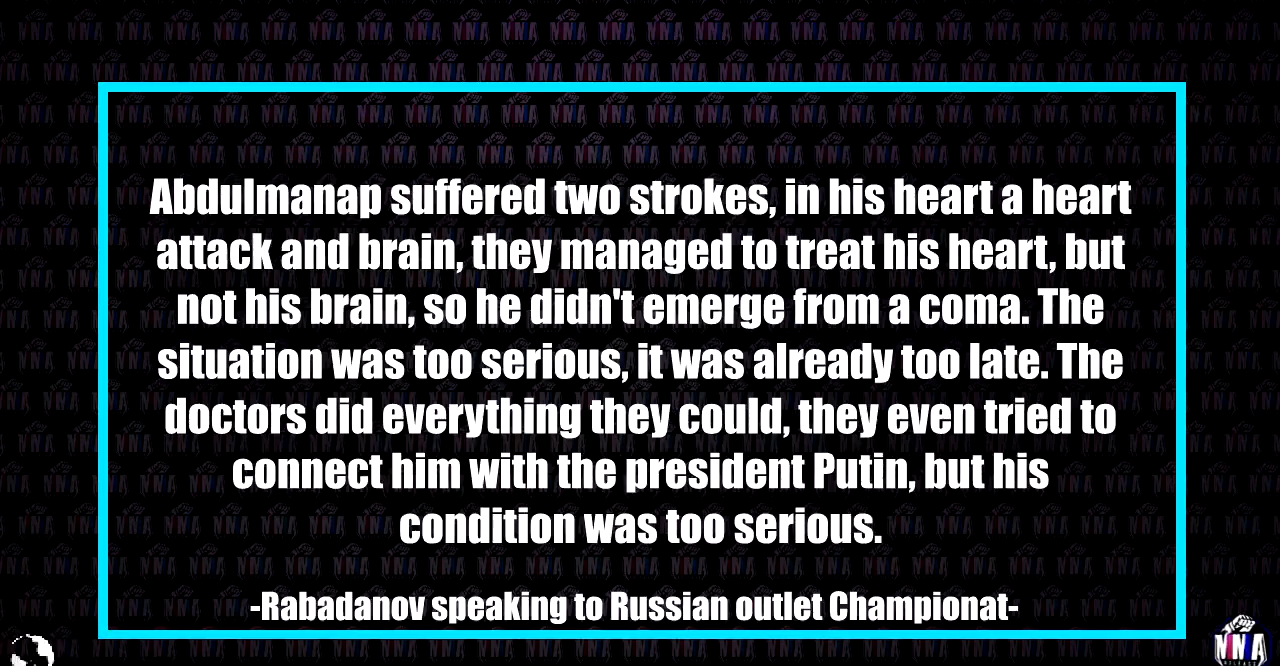 Abdulmanap suffered two strokes, in his heart a heart
attack and brain, they managed to treat his heart, but
not his brain, so he didn't emerge from a coma. The
situation was too serious, it was already too late. The
doctors did everything they could, they even tried to
connect him with the president Putin, but his
condition was too serious.
-Rabadanov speaking to Russian outlet Championat-